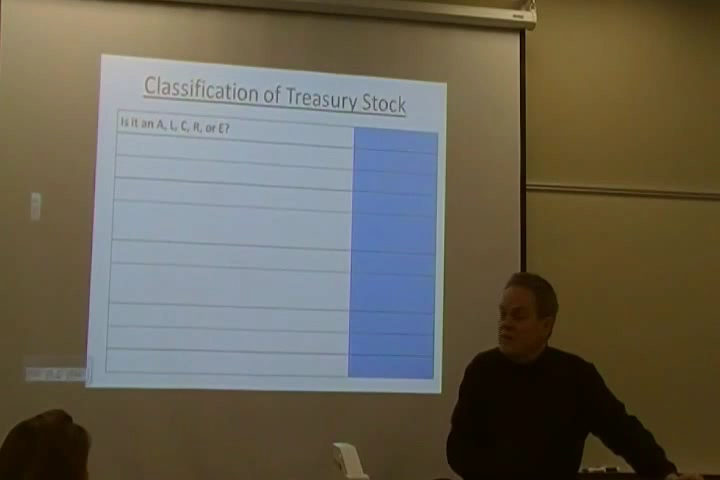 Classification of Treasury Stock
Is it an A, L, C, R, or E?